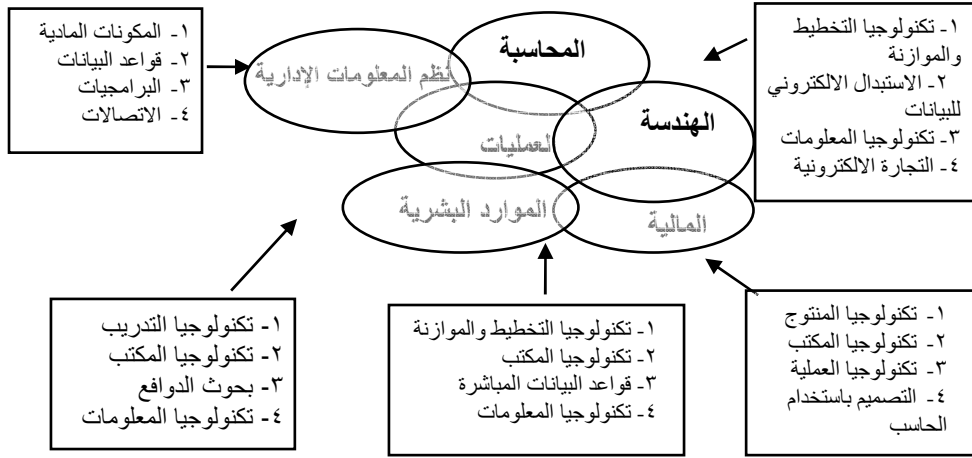 ١- المكونات المادية
٢- قواعد البيانات
٣- البرامجيات
٤- الاتصالات
المحاسبة
نظم المعلومات الإدارية
الهندسة
لعمليات
الموارد البشرية
المالية
١- تكنولوجيا التخطيط
والموازنة
٢- الاستبدال الالكتروني
للبيانات
٣- تكنولوجيا المعلومات
٤- التجارة الالكترونية
١- تكنولوجيا التدريب
٢- تكنولوجيا المكتب
٣- بحوث الدوافع
٤- تكنولوجيا المعلومات
١- تكنولوجيا التخطيط والموازنة
٢- تكنولوجيا المكتب
٣- قواعد البيانات المباشرة
٤- تكنولوجيا المعلومات
١- تكنولوجيا المنتوج
٢- تكنولوجيا المكتب
٣- تكنولوجيا العملية
٤- التصميم باستخدام
الحاسب